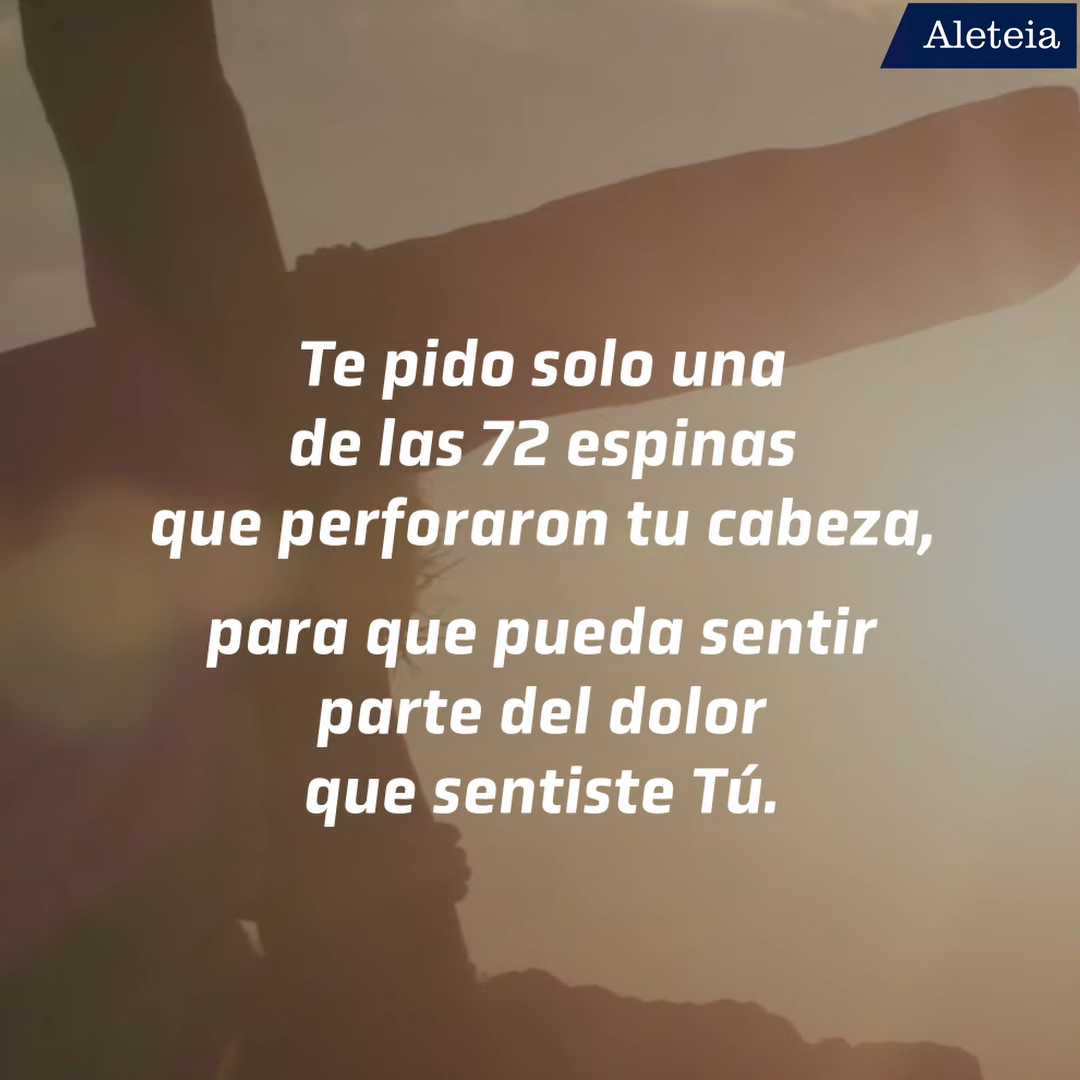 Aleteia
Te pido solo una
de las 72 espinas
que perforaron tu cabeza,
para que pueda sentir
parte del dolor
que sentiste Tú.